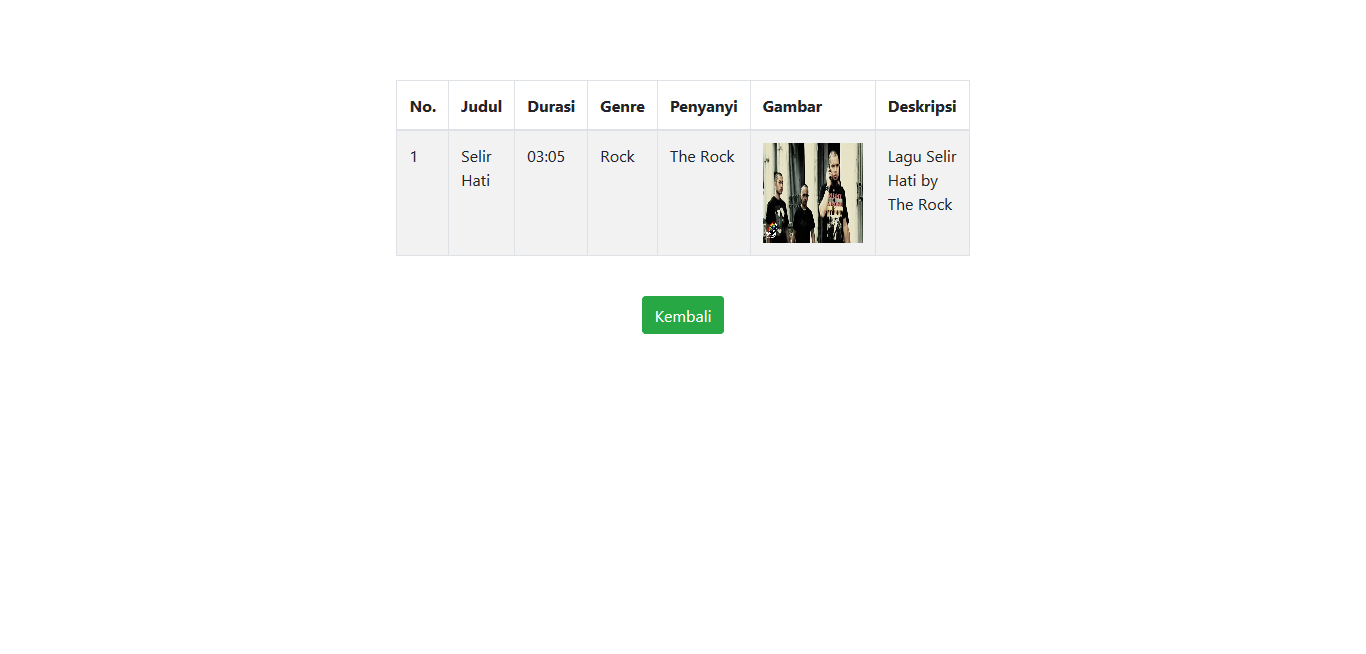 No. Judul Durasi Genre Penyanyi Gambar Deskripsi
1 Selir 03:05 Rock The Rock Lagu Selir
Hati Hati by
The Rock
Kembali